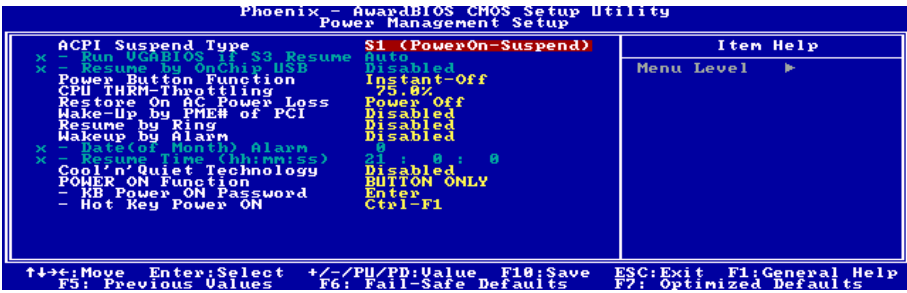 Phoenix - AwardBIOS CMOS Setup Utility
Power Management Setup
ACPI Suspend Type S1 (PowerOn-Suspend) Item Help
x - Run VGABIOS if S3 Resume Auto
x - Resume by OnChip USB Disabled Menu Level ►
Power Button Function Instant-Off
CPU THRM-Throttling 75.0%
Restore On AC Power Loss Power Off
Wake-Up by PME# of PCI Disabled
Resume by Ring Disabled
Wakeup by Alarm Disabled
x - Date(of Month) Alarm 0
x - Resume Time (hh:mm:ss) 21 : 0 : 0
Cool'n'Quiet Technology Disabled
POWER ON Function BUTTON ONLY
- KB Power ON Password Enter
- Hot Key Power ON Ctrl-F1
↑↓→←:Move Enter:Select +/-/PU/PD:Value F10:Save ESC:Exit F1:General Help
F5: Previous Values F6: Fail-Safe Defaults F7: Optimized Defaults